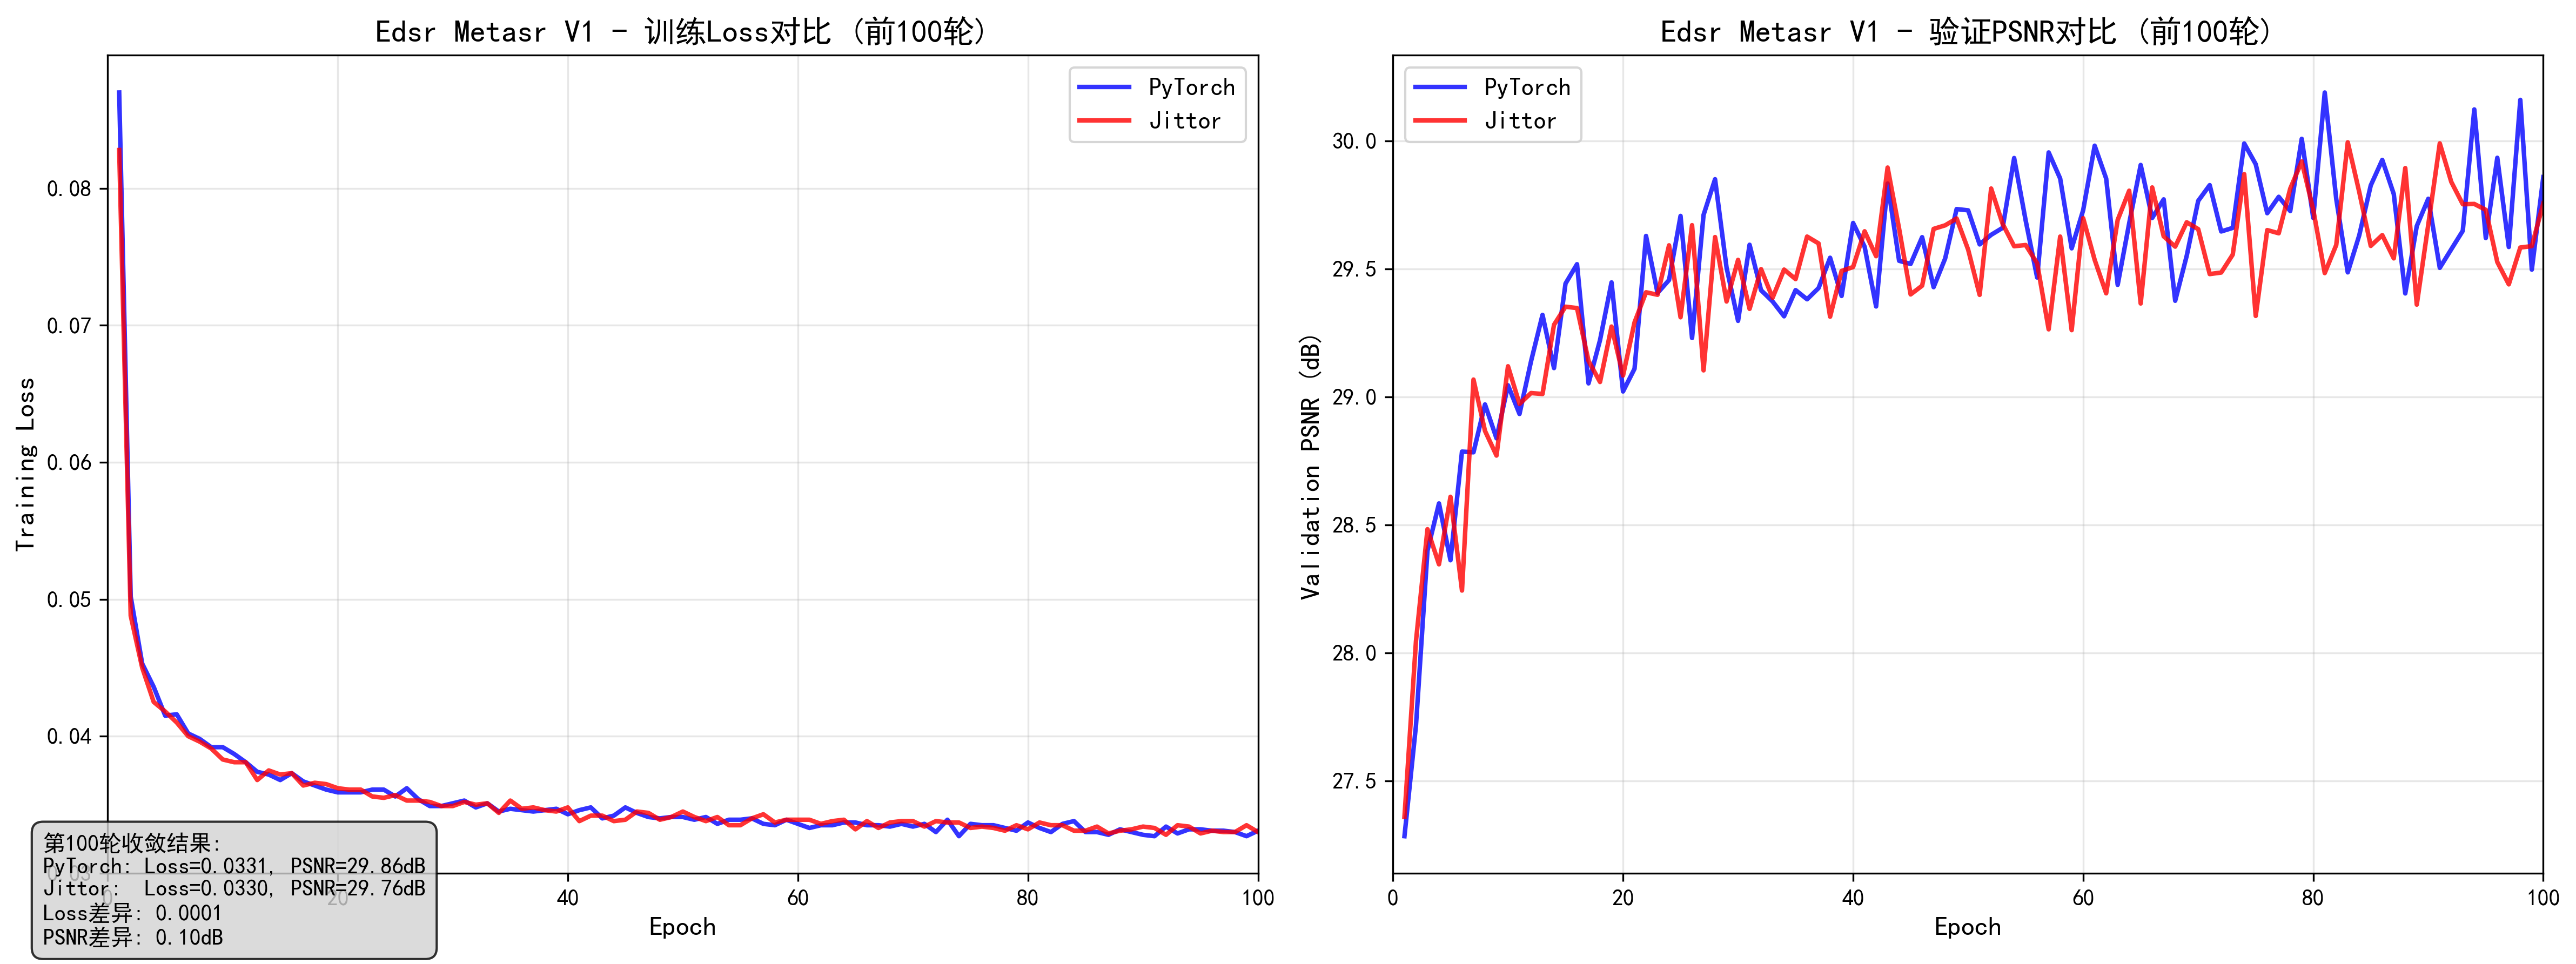 Edsr Metasr V1 - 训练Loss对比 (前100轮)
PyTorch
Jittor
0.08
0.07
0.06
0.05
0.04
0.03
Training Loss
0
20
40
60
80
100
Epoch
第100轮收敛结果:
PyTorch: Loss=0.0331, PSNR=29.86dB
Jittor: Loss=0.0330, PSNR=29.76dB
Loss差异: 0.0001
PSNR差异: 0.10dB
Edsr Metasr V1 - 验证PSNR对比 (前100轮)
PyTorch
Jittor
30.0
29.5
29.0
28.5
28.0
27.5
Validation PSNR (dB)
0
20
40
60
80
100
Epoch